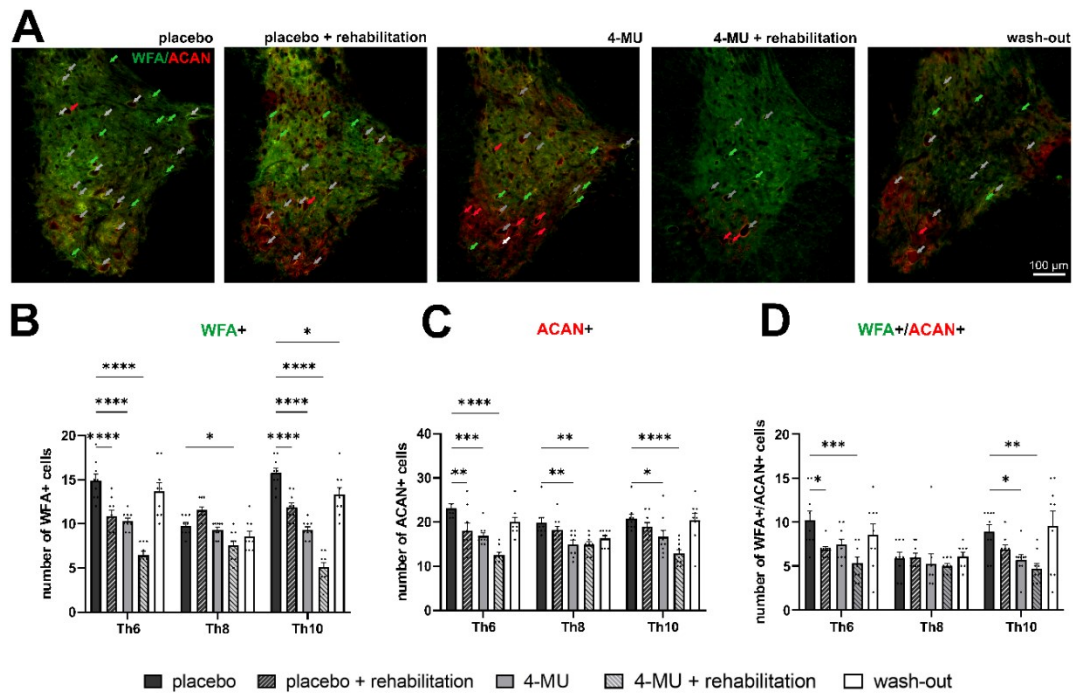 A
placebo
placebo + rehabilitation
4-MU
4-MU + rehabilitation
wash-out
WFA/ACAN
100 µm
B
WFA+
*
****
****
****
****
****
*
****
number of WFA+ cells
20
15
10
5
0
Th6
Th8
Th10
C
ACAN+
****
***
**
**
**
****
*
number of ACAN+ cells
40
30
20
10
0
Th6
Th8
Th10
D
WFA+/ACAN+
***
*
**
*
number of WFA+/ACAN+ cells
20
15
10
5
0
Th6
Th8
Th10
placebo
placebo + rehabilitation
4-MU
4-MU + rehabilitation
wash-out